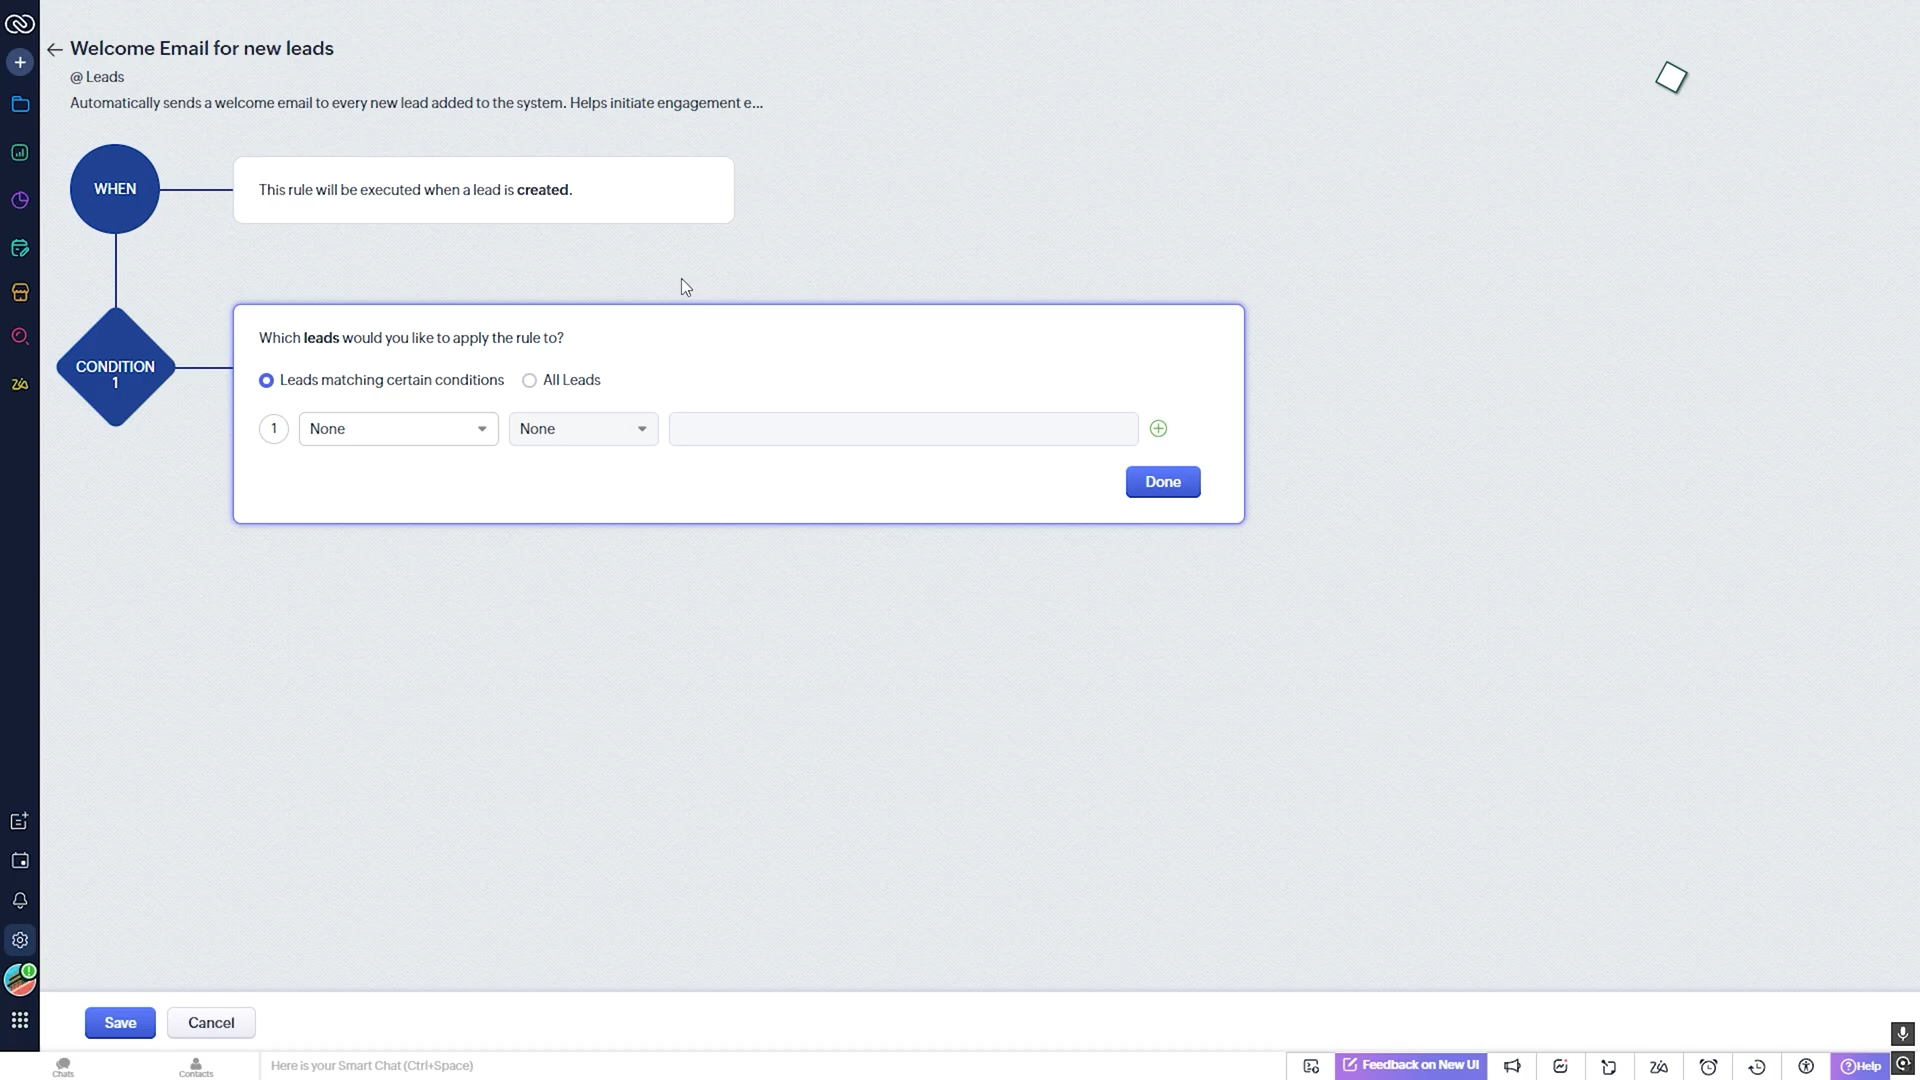 Welcome Email for new leads
@ Leads
Automatically sends a welcome email to every new lead added to the system. Helps initiate engagement e...
WHEN
This rule will be executed when a lead is created.
CONDITION
1
Which leads would you like to apply the rule to?
Leads matching certain conditions All Leads
1 None None
Done
Save Cancel
Chats Contacts Here is your Smart Chat (Ctrl+Space) Feedback on New UI Help